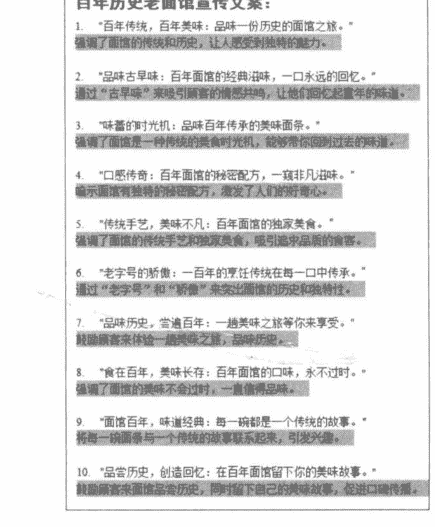 百年历史老面馆宣传文案：
1. "百年传统，百年美味：品味一份历史的面馆之旅。"
强调了面馆的传统和历史，让人感受到独特的魅力。
2. "品味古早味：百年面馆的经典滋味，一口永远的回忆。"
通过“古早味”来吸引顾客的情感共鸣，让他们回忆起童年的味道。
3. "味蕾的时光机：品味百年传承的美味面条。"
强调了面馆是一种传统的美食时光机，能够带你回到过去的味道。
4. "口感传奇：百年面馆的秘密配方，一窥非凡滋味。"
暗示面馆有独特的秘密配方，激发了人们的好奇心。
5. "传统手艺，美味不凡：百年面馆的独家美食。"
强调了面馆的传统手艺和独家美食，吸引追求品质的食客。
6. "老字号的骄傲：一百年的烹饪传统在每一口中传承。"
通过“老字号”和“骄傲”来突出面馆的历史和独特性。
7. "品味历史，尝遍百年：一趟美味之旅等你来享受。"
鼓励顾客来体验一趟美味之旅，品味历史。
8. "食在百年，美味长存：百年面馆的口味，永不过时。"
强调了面馆的美味不会过时，一直值得品味。
9. "面馆百年，味道经典：每一碗都是一个传统的故事。"
将每一碗面条与一个传统的故事联系起来，引发兴趣。
10. "品尝历史，创造回忆：在百年面馆留下你的美味故事。"
鼓励顾客来面馆品尝历史，同时留下自己的美味故事，促进口碑传播。